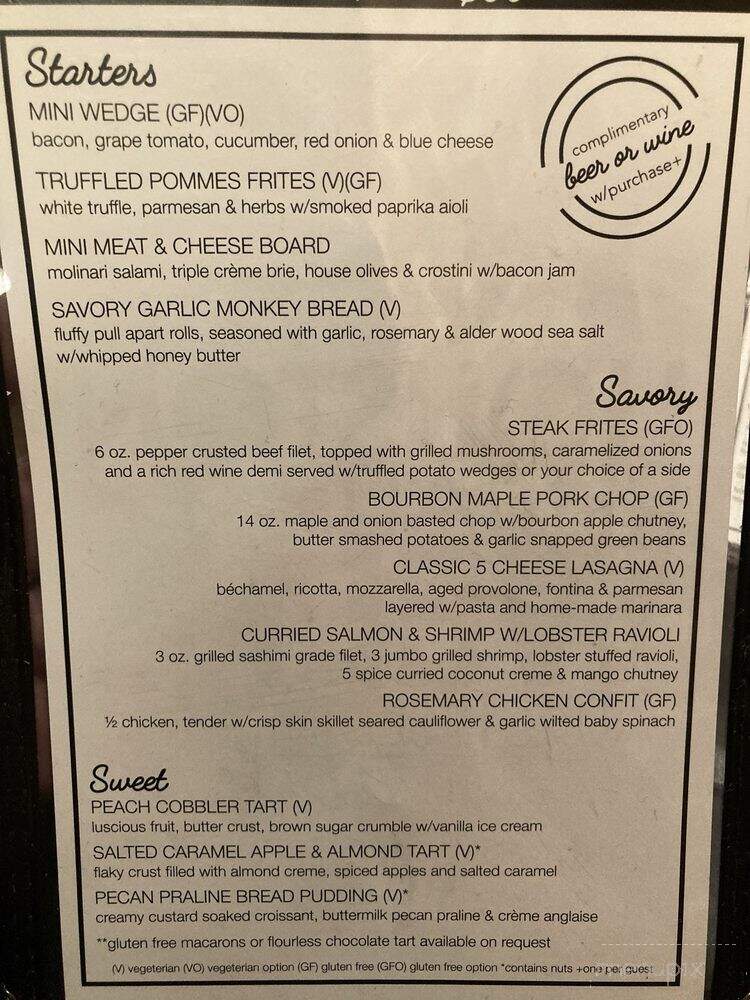 Starters
MINI WEDGE (GF)(VO)
bacon, grape tomato, cucumber, red onion & blue cheese
complimentary
beer or wine
w/purchase+
TRUFFLED POMMES FRITES (V)(GF)
white truffle, parmesan & herbs w/smoked paprika aioli
MINI MEAT & CHEESE BOARD
molinari salami, triple crème brie, house olives & crostini w/bacon jam
SAVORY GARLIC MONKEY BREAD (V)
fluffy pull apart rolls, seasoned with garlic, rosemary & alder wood sea salt
w/whipped honey butter
Savory
STEAK FRITES (GFO)
6 oz. pepper crusted beef filet, topped with grilled mushrooms, caramelized onions
and a rich red wine demi served w/truffled potato wedges or your choice of a side
BOURBON MAPLE PORK CHOP (GF)
14 oz. maple and onion basted chop w/bourbon apple chutney,
butter smashed potatoes & garlic snapped green beans
CLASSIC 5 CHEESE LASAGNA (V)
béchamel, ricotta, mozzarella, aged provolone, fontina & parmesan
layered w/pasta and home-made marinara
CURRIED SALMON & SHRIMP W/LOBSTER RAVIOLI
3 oz. grilled sashimi grade filet, 3 jumbo grilled shrimp, lobster stuffed ravioli,
5 spice curried coconut creme & mango chutney
ROSEMARY CHICKEN CONFIT (GF)
½ chicken, tender w/crisp skin skillet seared cauliflower & garlic wilted baby spinach
Sweet
PEACH COBBLER TART (V)
luscious fruit, butter crust, brown sugar crumble w/vanilla ice cream
SALTED CARAMEL APPLE & ALMOND TART (V)*
flaky crust filled with almond creme, spiced apples and salted caramel
PECAN PRALINE BREAD PUDDING (V)*
creamy custard soaked croissant, buttermilk pecan praline & crème anglaise
**gluten free macarons or flourless chocolate tart available on request
(V) vegeterian (VO) vegeterian option (GF) gluten free (GFO) gluten free option *contains nuts +one per guest